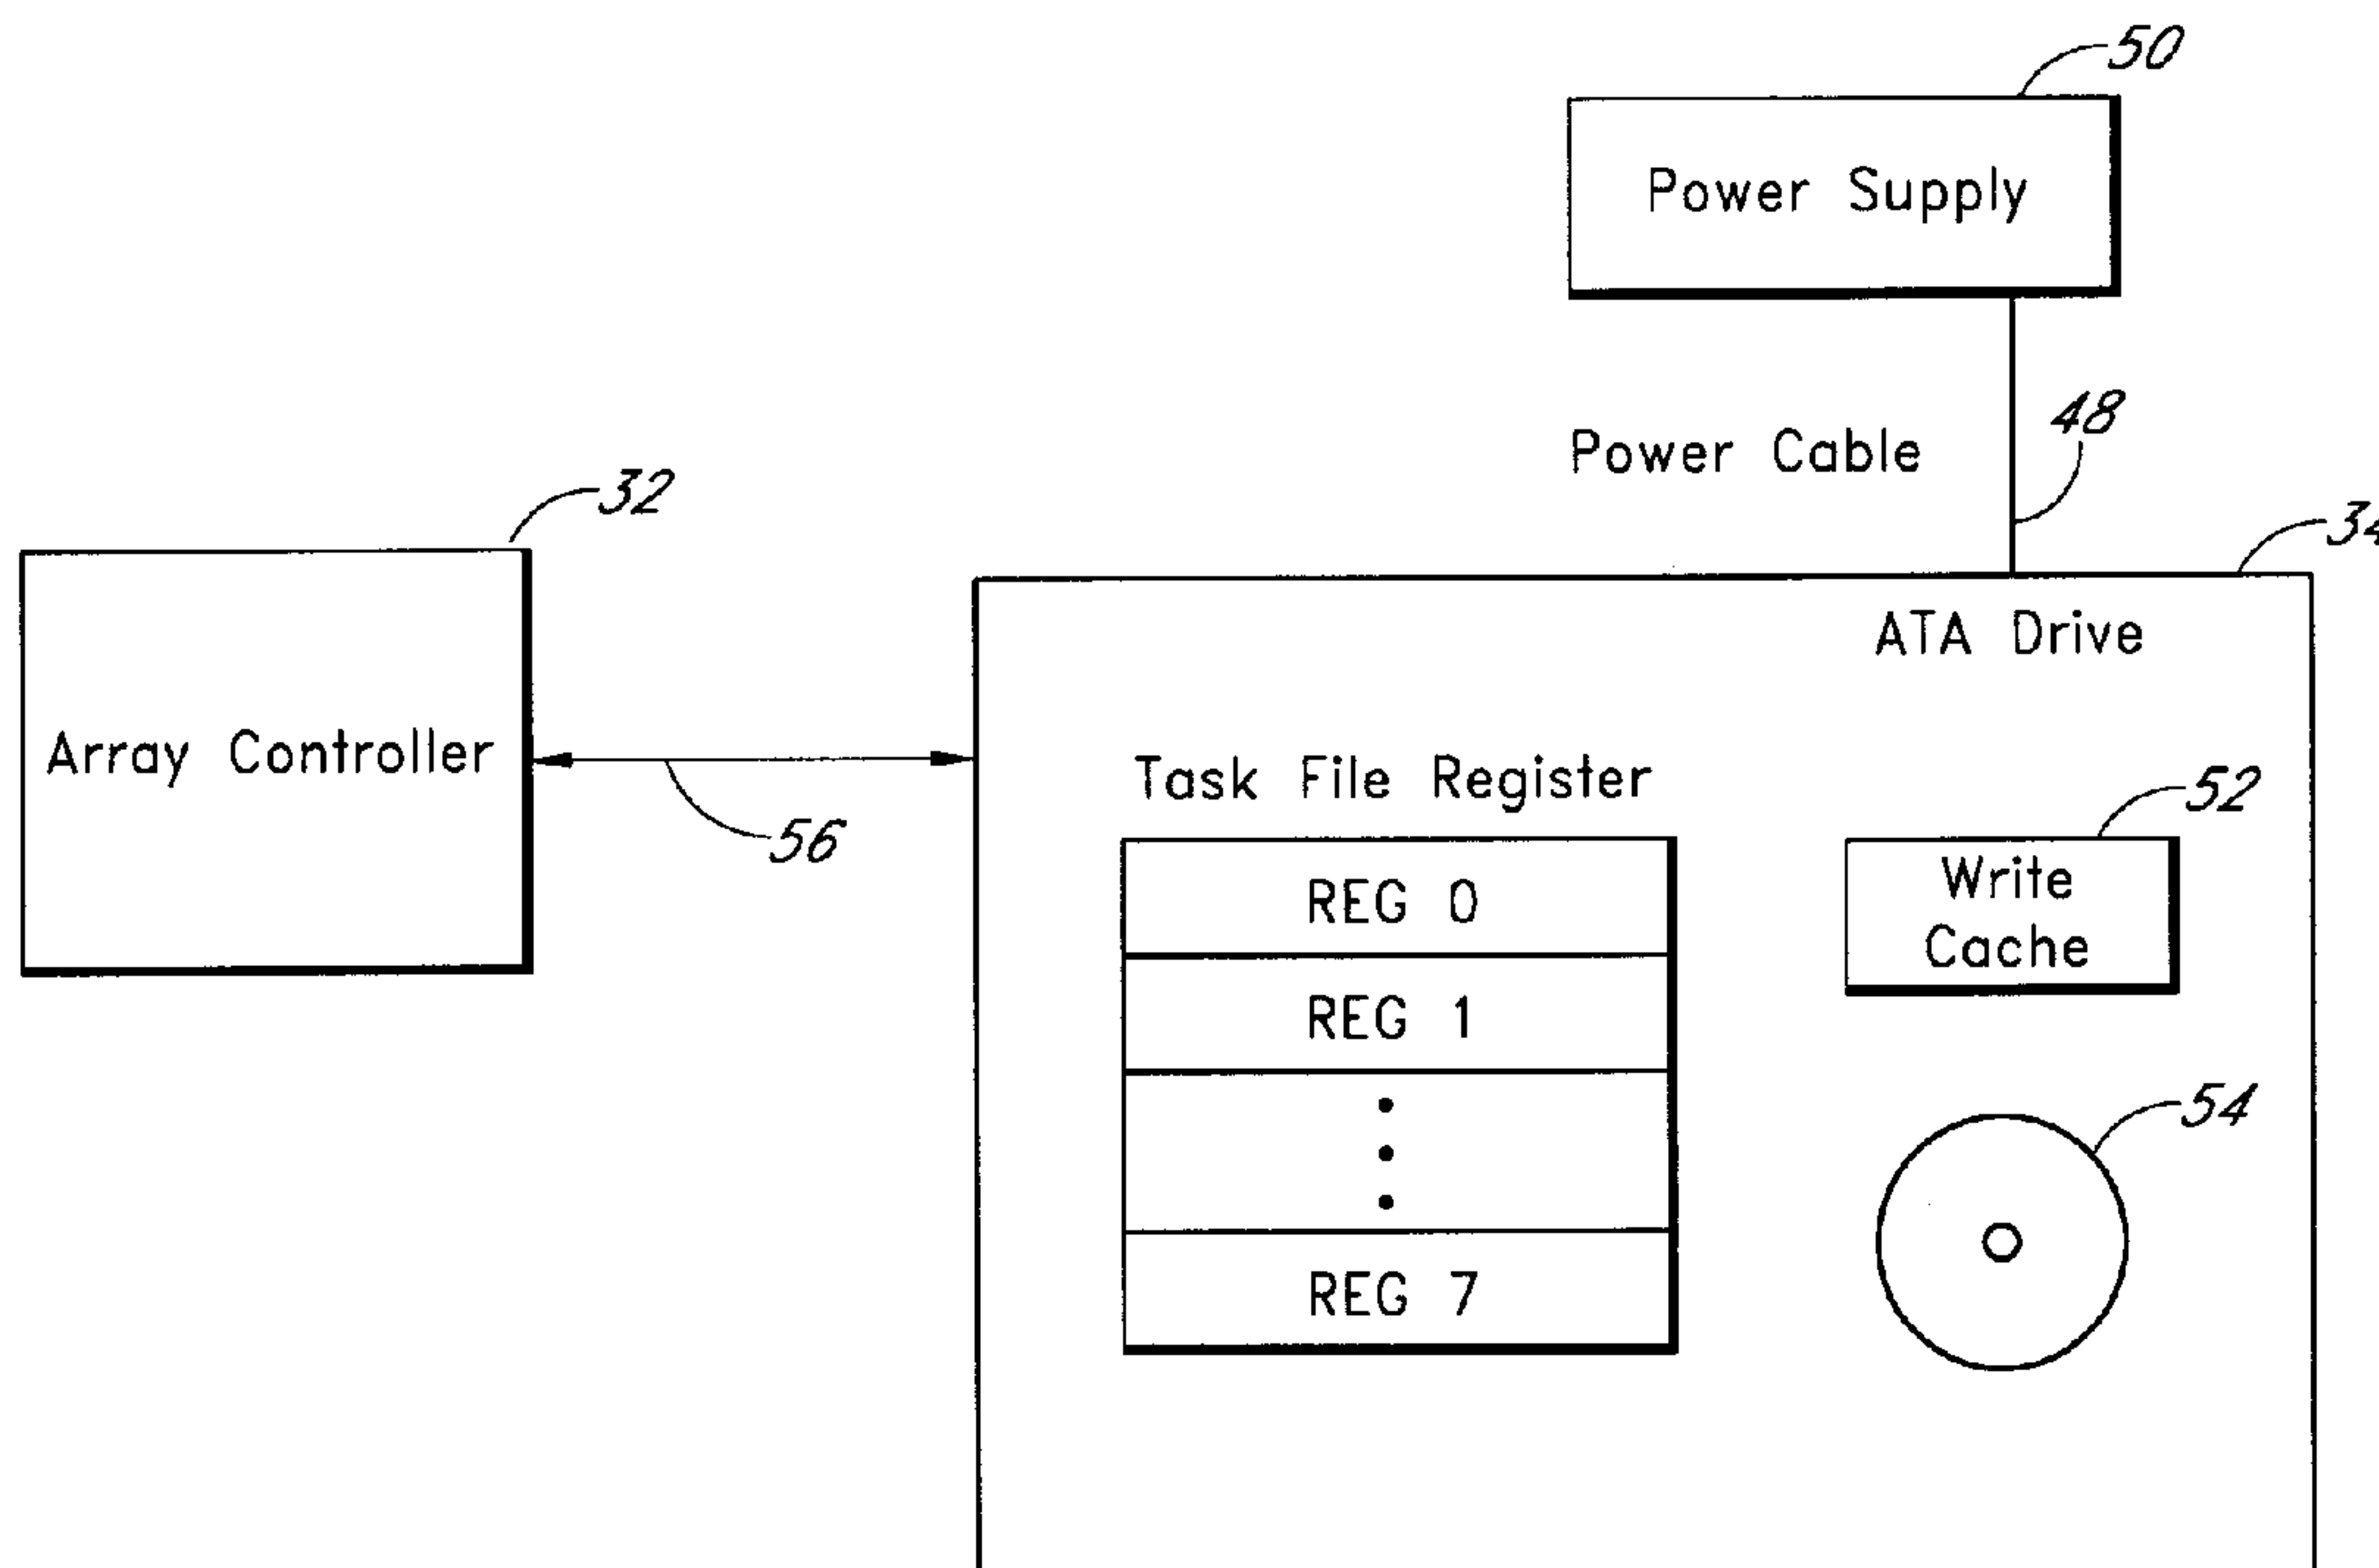 50
Power Supply
48
Power Cable
32
34
ATA Drive
Array Controller
56
Task File Register
52
REG 0
Write
Cache
REG 1
54
REG 7